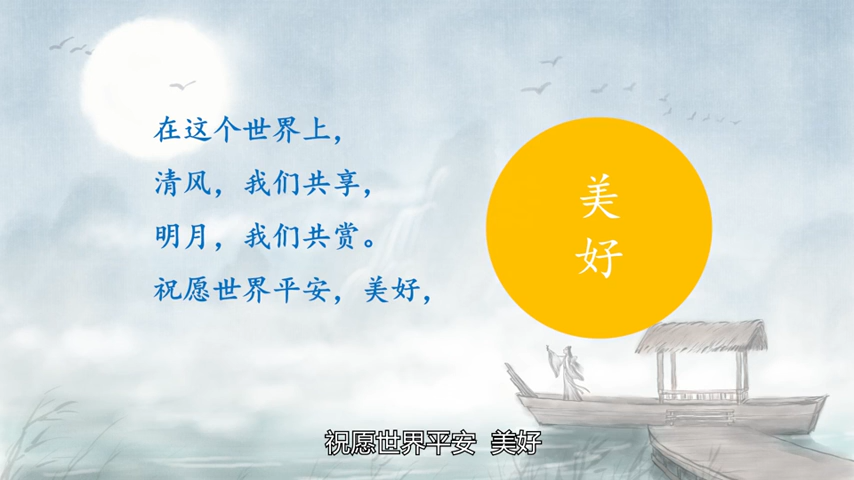 在这个世界上，
清风，我们共享，
明月，我们共赏。
祝愿世界平安，美好，
美
好
祝愿世界平安 美好